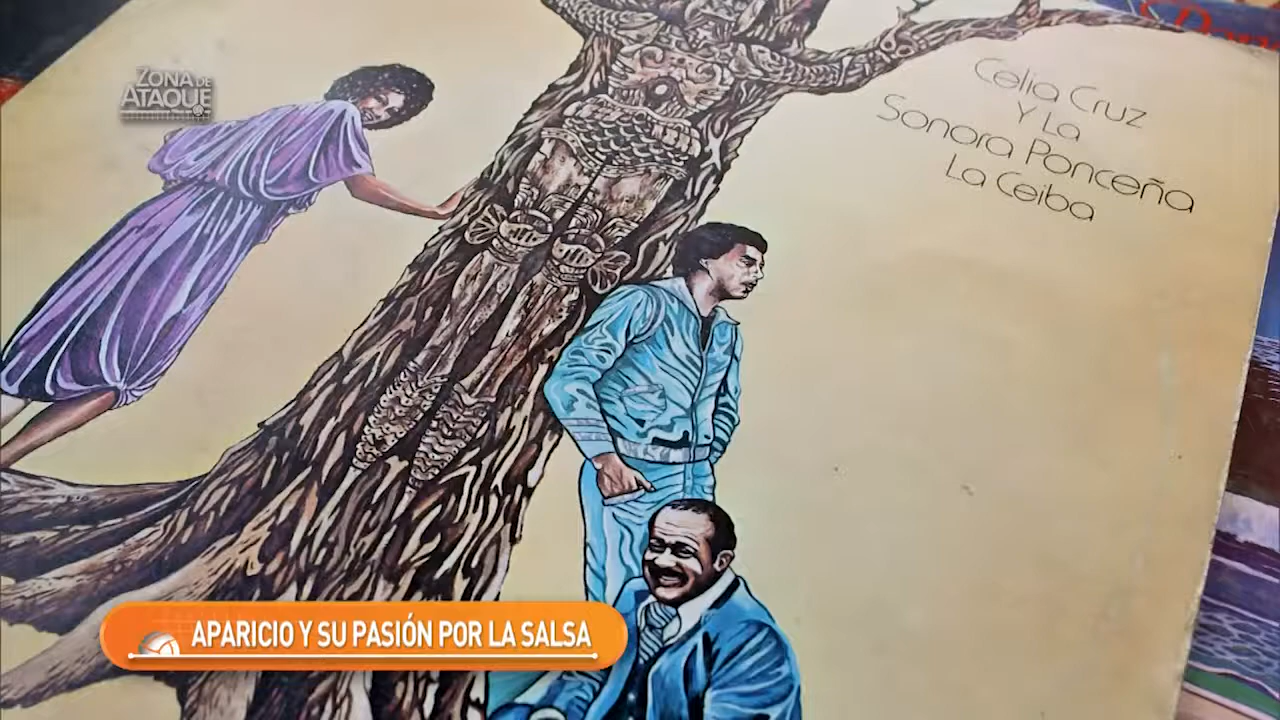 ZONA DE
ATAQUE
Celia Cruz
Y La
Sonora Ponceña
La Ceiba
APARICIO Y SU PASIÓN POR LA SALSA